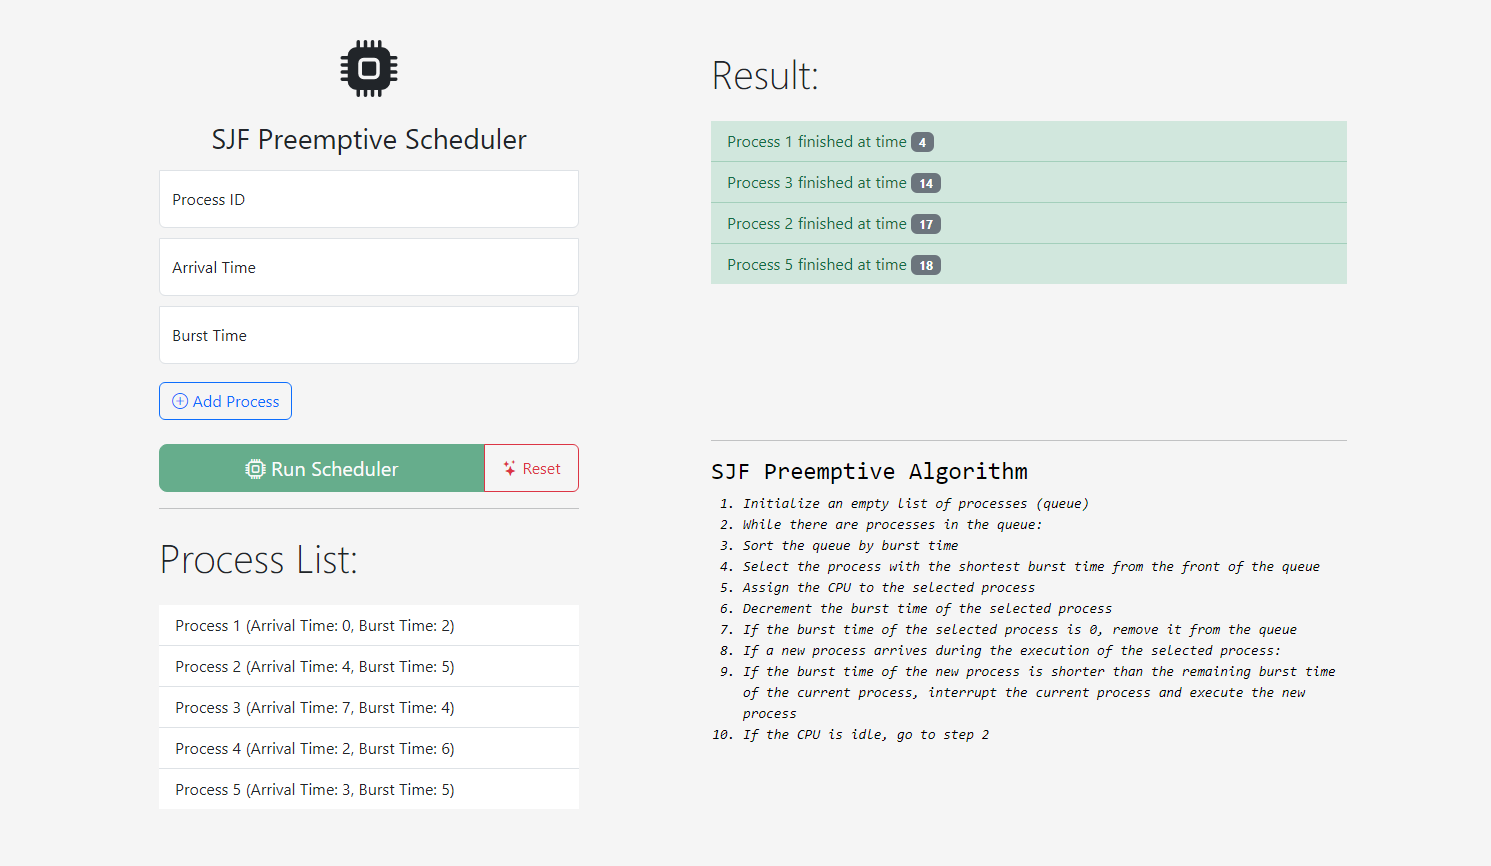 SJF Preemptive Scheduler
Process ID
Arrival Time
Burst Time
Add Process
Run Scheduler
Reset
Process List:
Process 1 (Arrival Time: 0, Burst Time: 2)
Process 2 (Arrival Time: 4, Burst Time: 5)
Process 3 (Arrival Time: 7, Burst Time: 4)
Process 4 (Arrival Time: 2, Burst Time: 6)
Process 5 (Arrival Time: 3, Burst Time: 5)
Result:
Process 1 finished at time 4
Process 3 finished at time 14
Process 2 finished at time 17
Process 5 finished at time 18
SJF Preemptive Algorithm
1. Initialize an empty list of processes (queue)
2. While there are processes in the queue:
3. Sort the queue by burst time
4. Select the process with the shortest burst time from the front of the queue
5. Assign the CPU to the selected process
6. Decrement the burst time of the selected process
7. If the burst time of the selected process is 0, remove it from the queue
8. If a new process arrives during the execution of the selected process:
9. If the burst time of the new process is shorter than the remaining burst time
of the current process, interrupt the current process and execute the new
process
10. If the CPU is idle, go to step 2